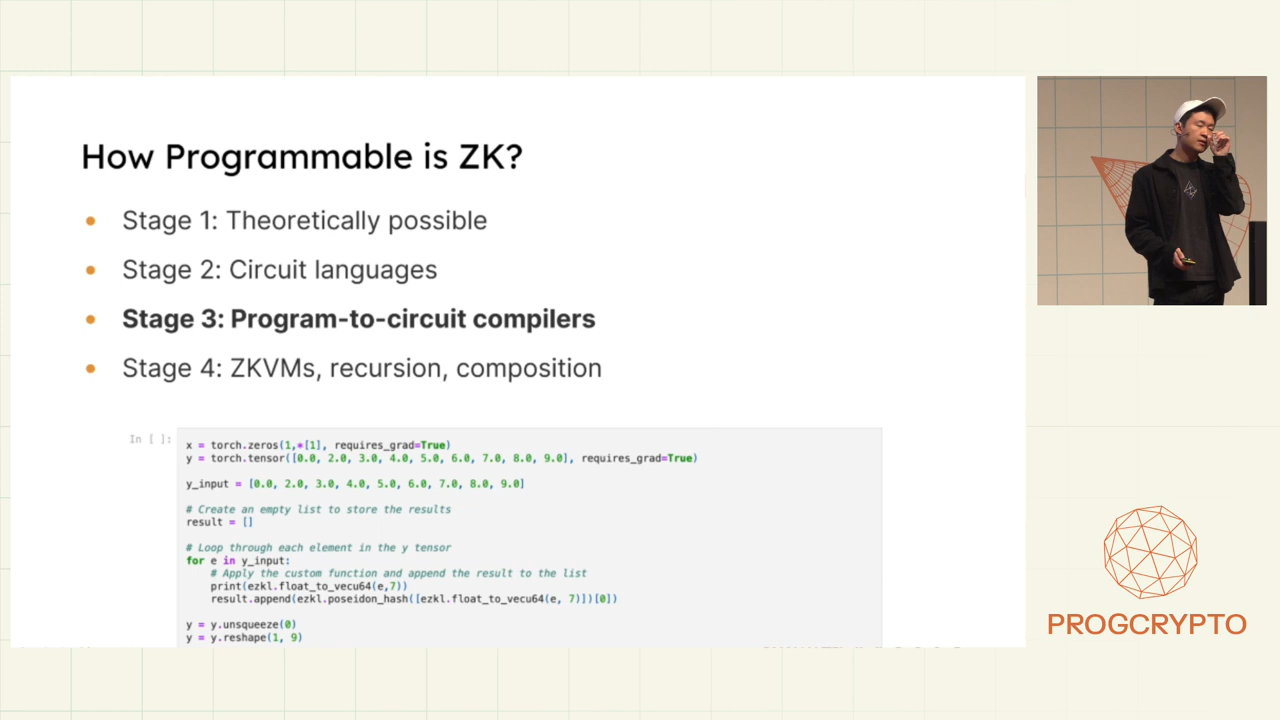 How Programmable is ZK?
Stage 1: Theoretically possible
Stage 2: Circuit languages
Stage 3: Program-to-circuit compilers
Stage 4: ZKVMs, recursion, composition
In [ ]:
x = torch.zeros(1,*[1], requires_grad=True)
y = torch.tensor([0.0, 2.0, 3.0, 4.0, 5.0, 6.0, 7.0, 8.0, 9.0], requires_grad=True)
y_input = [0.0, 2.0, 3.0, 4.0, 5.0, 6.0, 7.0, 8.0, 9.0]
# Create an empty list to store the results
result = []
# Loop through each element in the y tensor
for e in y_input:
# Apply the custom function and append the result to the list
print(ezkl.float_to_vecu64(e,7))
result.append(ezkl.poseidon_hash([ezkl.float_to_vecu64(e, 7)])[0])
y = y.unsqueeze(0)
y = y.reshape(1, 9)
PROGCRYPTO